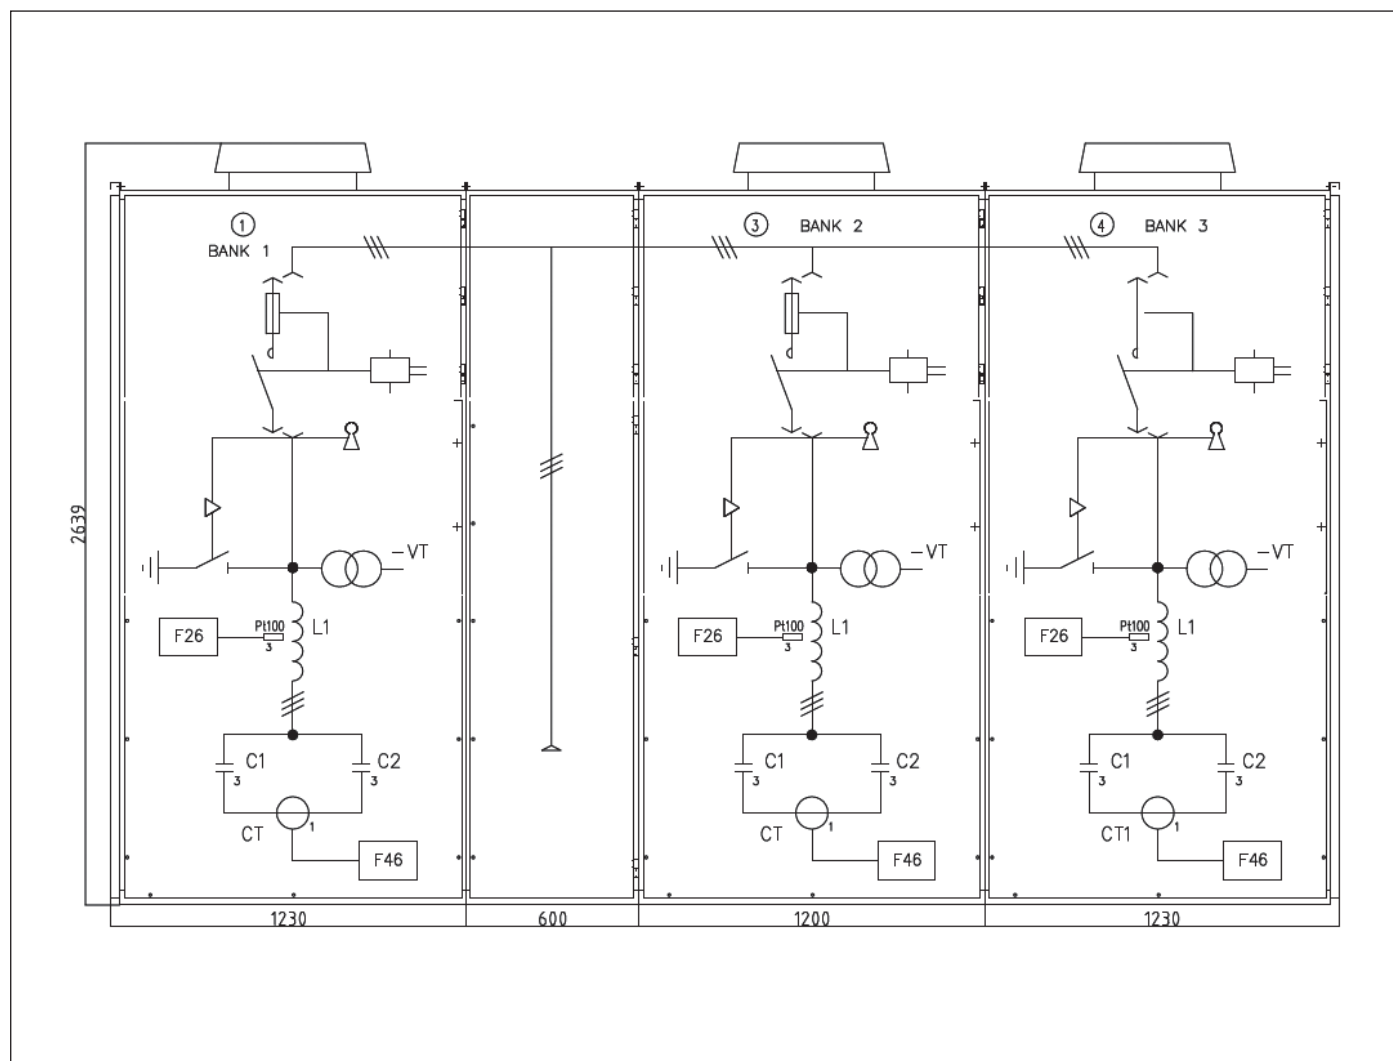 1
BANK 1
3 BANK 2
4 BANK 3
2639
-VT
-VT
-VT
F26 Pt100 3 L1
F26 Pt100 3 L1
F26 Pt100 3 L1
C1 3 C2 3
C1 3 C2 3
C1 3 C2 3
CT 1
CT 1
CT1 1
F46
F46
F46
1230 600 1200 1230